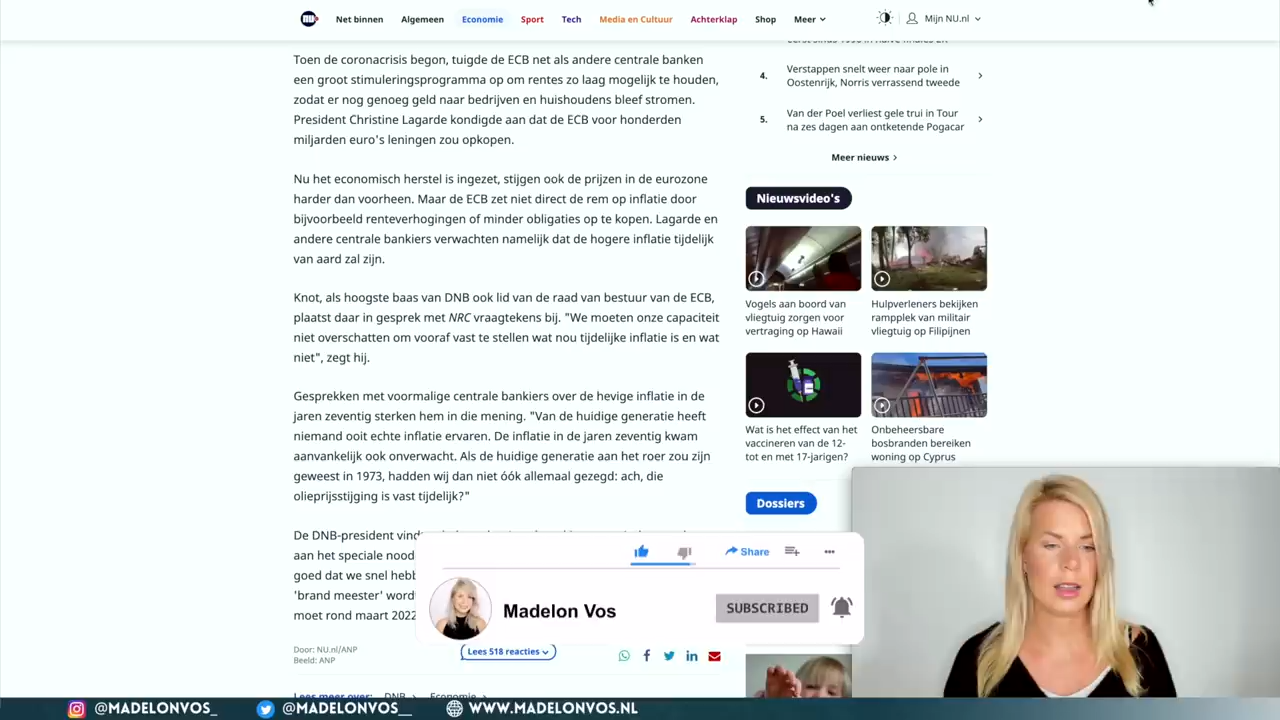 nu
Net binnen
Algemeen
Economie
Sport
Tech
Media en Cultuur
Achterklap
Shop
Meer
Mijn NU.nl
Toen de coronacrisis begon, tuigde de ECB net als andere centrale banken
een groot stimuleringsprogramma op om rentes zo laag mogelijk te houden,
zodat er nog genoeg geld naar bedrijven en huishoudens bleef stromen.
President Christine Lagarde kondigde aan dat de ECB voor honderden
miljarden euro's leningen zou opkopen.
Nu het economisch herstel is ingezet, stijgen ook de prijzen in de eurozone
harder dan voorheen. Maar de ECB zet niet direct de rem op inflatie door
bijvoorbeeld renteverhogingen of minder obligaties op te kopen. Lagarde en
andere centrale bankiers verwachten namelijk dat de hogere inflatie tijdelijk
van aard zal zijn.
Knot, als hoogste baas van DNB ook lid van de raad van bestuur van de ECB,
plaatst daar in gesprek met NRC vraagtekens bij. "We moeten onze capaciteit
niet overschatten om vooraf vast te stellen wat nou tijdelijke inflatie is en wat
niet", zegt hij.
Gesprekken met voormalige centrale bankiers over de hevige inflatie in de
jaren zeventig sterken hem in die mening. "Van de huidige generatie heeft
niemand ooit echte inflatie ervaren. De inflatie in de jaren zeventig kwam
aanvankelijk ook onverwacht. Als de huidige generatie aan het roer zou zijn
geweest in 1973, hadden wij dan niet óók allemaal gezegd: ach, die
olieprijsstijging is vast tijdelijk?"
De DNB-president vind
aan het speciale nood
goed dat we snel hebb
'brand meester' word
moet rond maart 2022
Door: NU.nl/ANP
Beeld: ANP
Lees 518 reacties
Lees meer over: DNB Economie
4. Verstappen snelt weer naar pole in
Oostenrijk, Norris verrassend tweede
5. Van der Poel verliest gele trui in Tour
na zes dagen aan ontketende Pogacar
Meer nieuws
Nieuwsvideo's
Vogels aan boord van
vliegtuig zorgen voor
vertraging op Hawaii
Hulpverleners bekijken
rampplek van militair
vliegtuig op Filipijnen
Wat is het effect van het
vaccineren van de 12-
tot en met 17-jarigen?
Onbeheersbare
bosbranden bereiken
woning op Cyprus
Dossiers
Share
Madelon Vos
SUBSCRIBED
@MADELONVOS_
@MADELONVOS__
WWW.MADELONVOS.NL